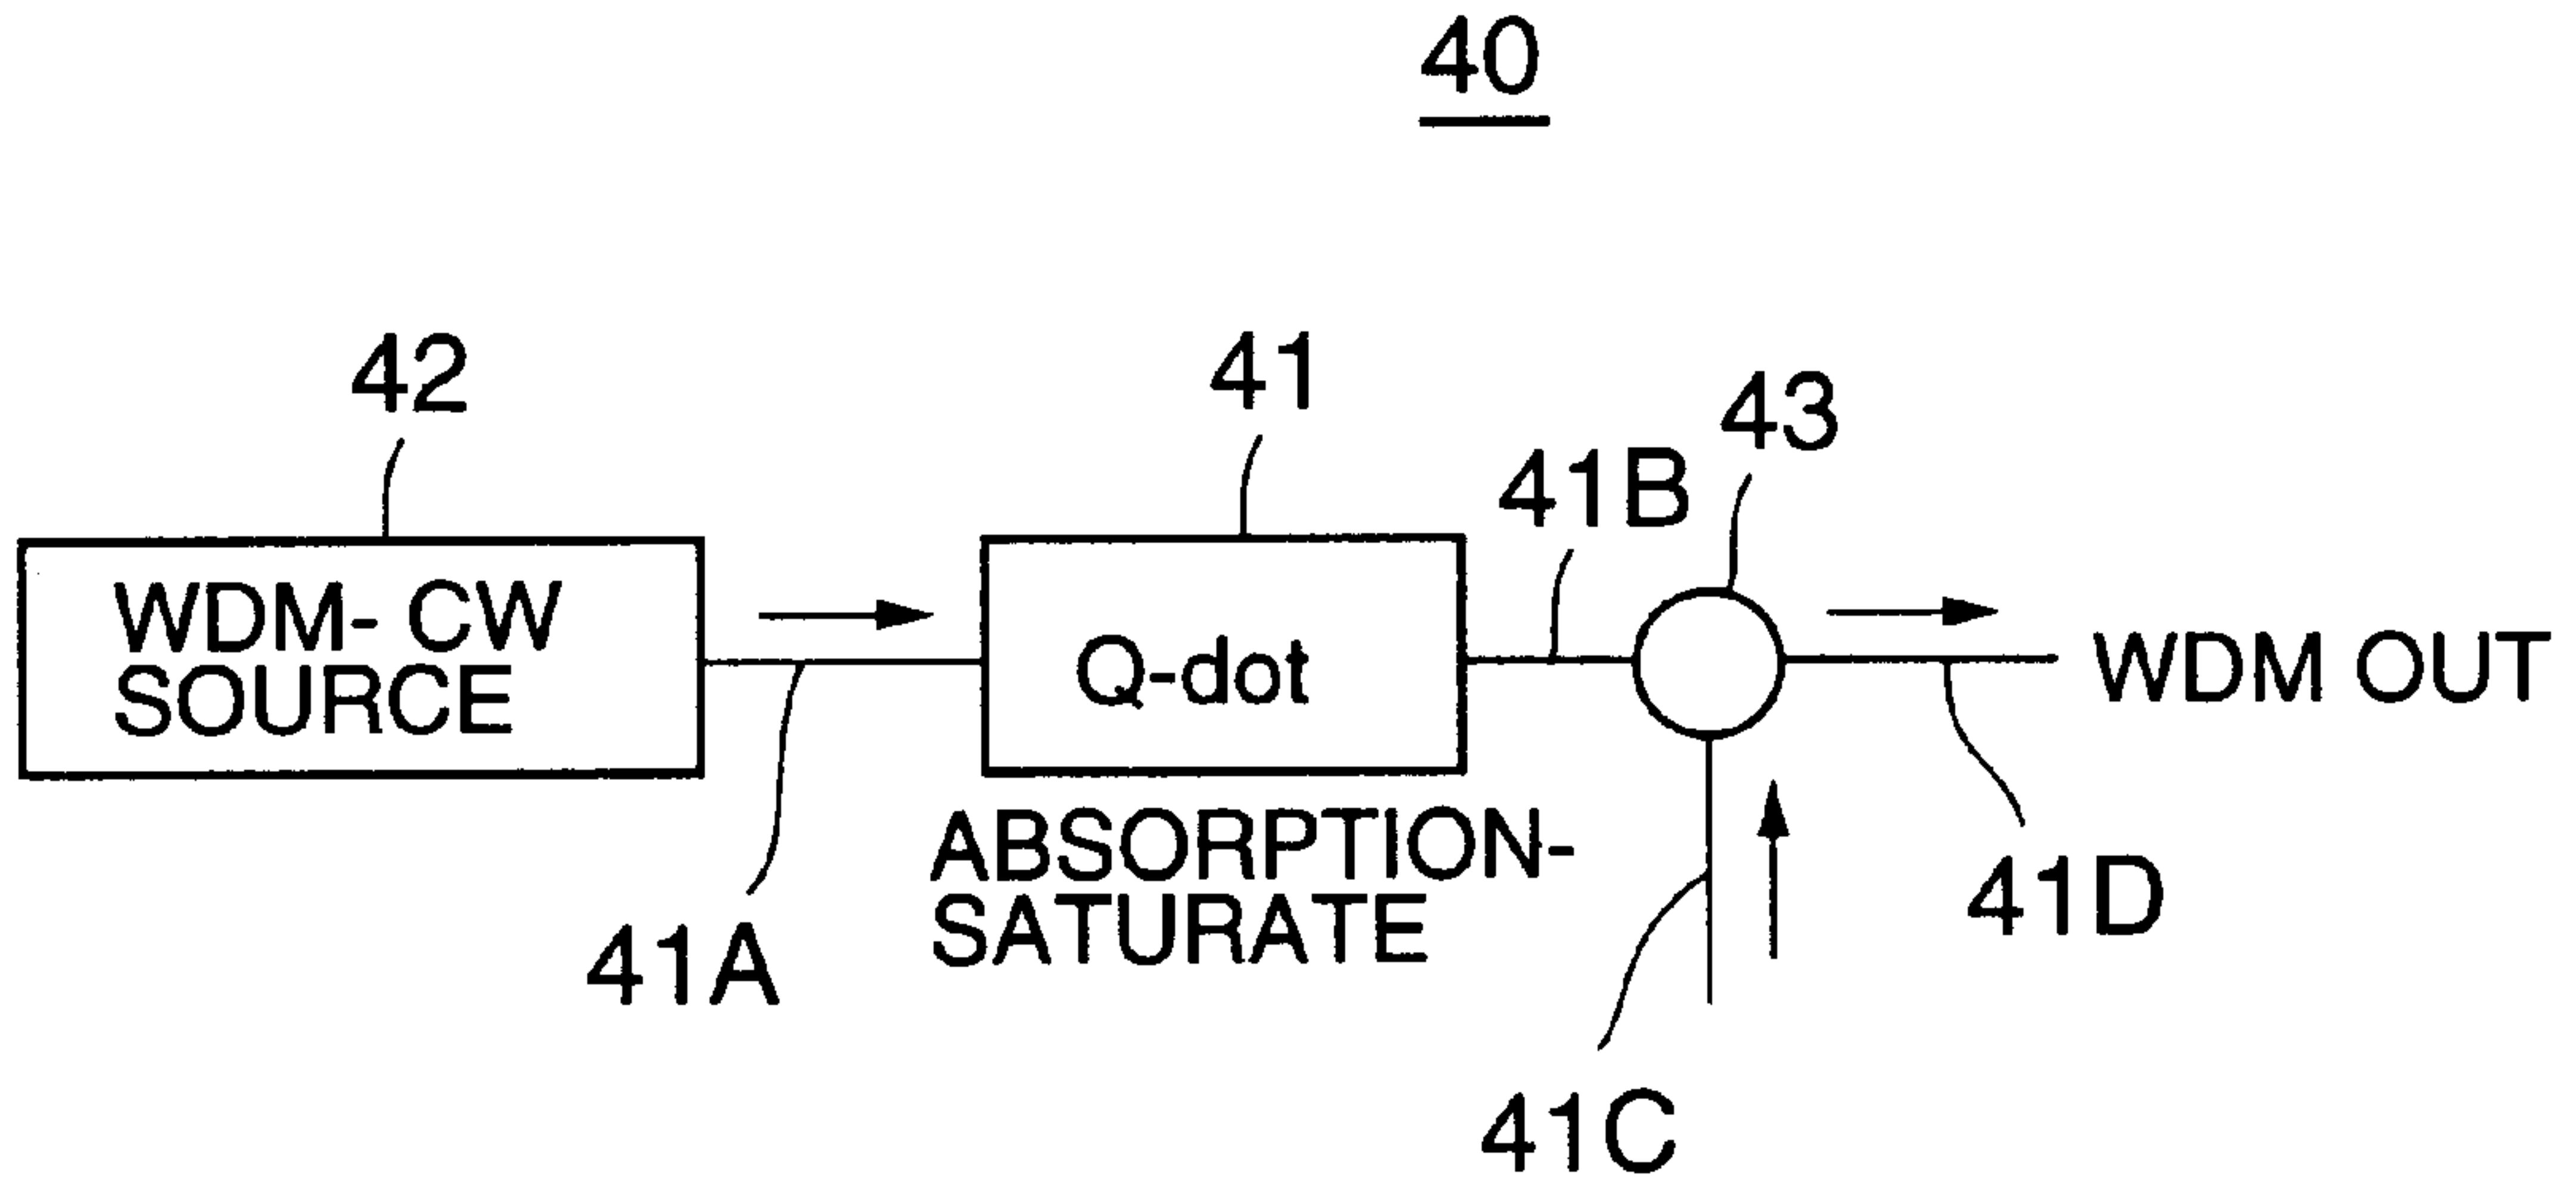 40
42
41
43
41B
WDM- CW
SOURCE
Q-dot
WDM OUT
ABSORPTION-
SATURATE
41A
41D
41C